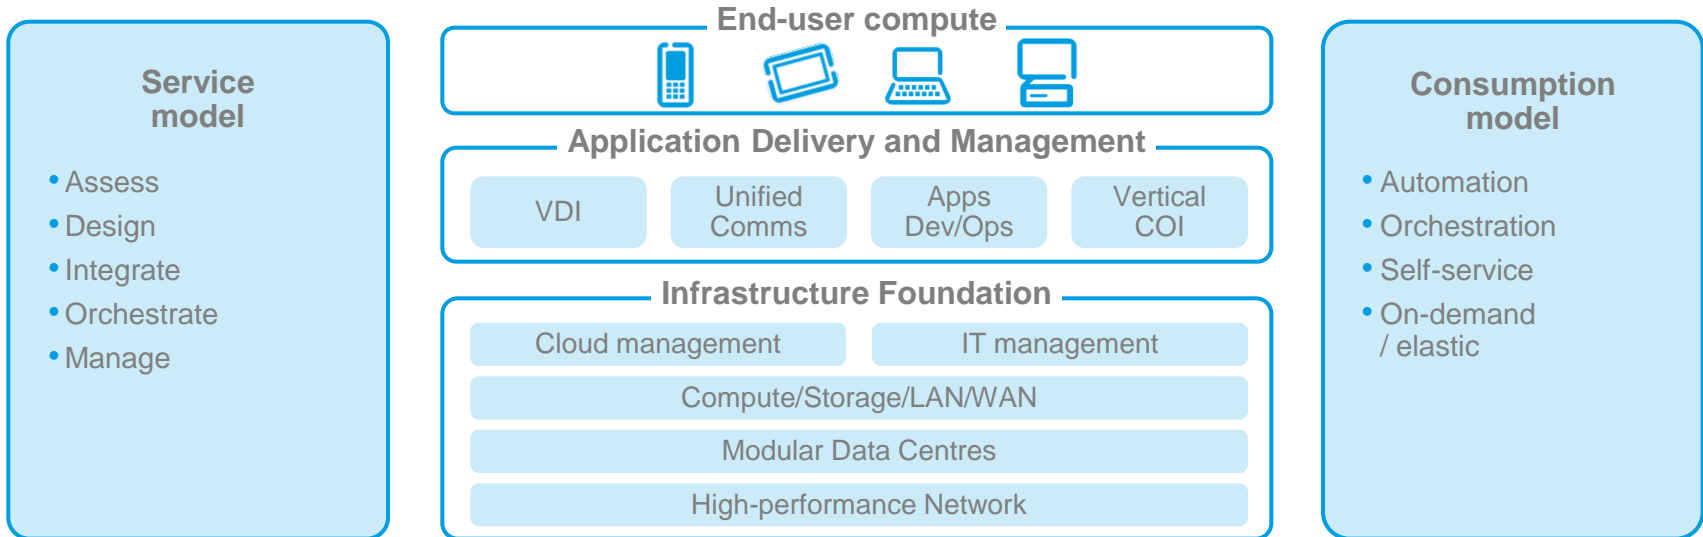 Service
model
• Assess
• Design
• Integrate
• Orchestrate
• Manage
End-user compute
Application Delivery and Management
VDI
Unified
Comms
Apps
Dev/Ops
Vertical
COI
Infrastructure Foundation
Cloud management
IT management
Compute/Storage/LAN/WAN
Modular Data Centres
High-performance Network
Consumption
model
• Automation
• Orchestration
• Self-service
• On-demand
/ elastic